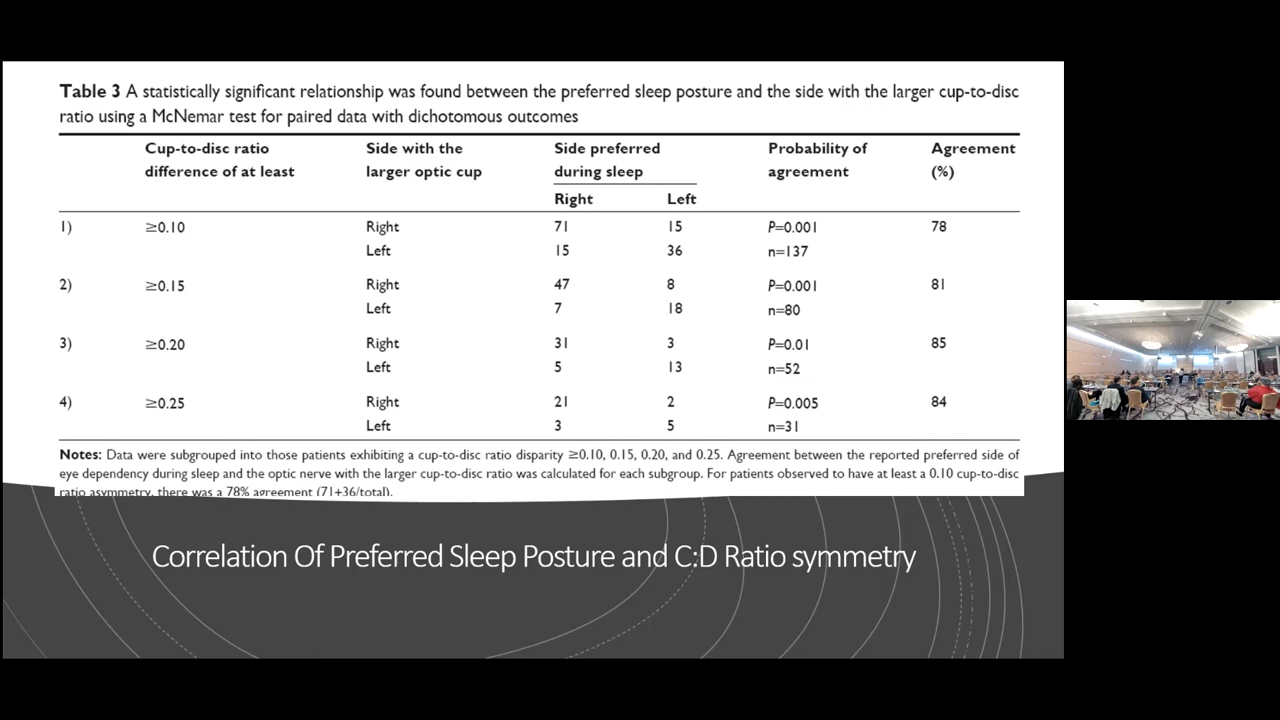 Table 3 A statistically significant relationship was found between the preferred sleep posture and the side with the larger cup-to-disc
ratio using a McNemar test for paired data with dichotomous outcomes
Cup-to-disc ratio Side with the Side preferred Probability of Agreement
difference of at least larger optic cup during sleep agreement (%)
Right Left
1) ≥0.10 Right 71 15 P=0.001 78
Left 15 36 n=137
2) ≥0.15 Right 47 8 P=0.001 81
Left 7 18 n=80
3) ≥0.20 Right 31 3 P=0.01 85
Left 5 13 n=52
4) ≥0.25 Right 21 2 P=0.005 84
Left 3 5 n=31
Notes: Data were subgrouped into those patients exhibiting a cup-to-disc ratio disparity ≥0.10, 0.15, 0.20, and 0.25. Agreement between the reported preferred side of
eye dependency during sleep and the optic nerve with the larger cup-to-disc ratio was calculated for each subgroup. For patients observed to have at least a 0.10 cup-to-disc
ratio asymmetry, there was a 78% agreement (71+36/total).
Correlation Of Preferred Sleep Posture and C:D Ratio symmetry